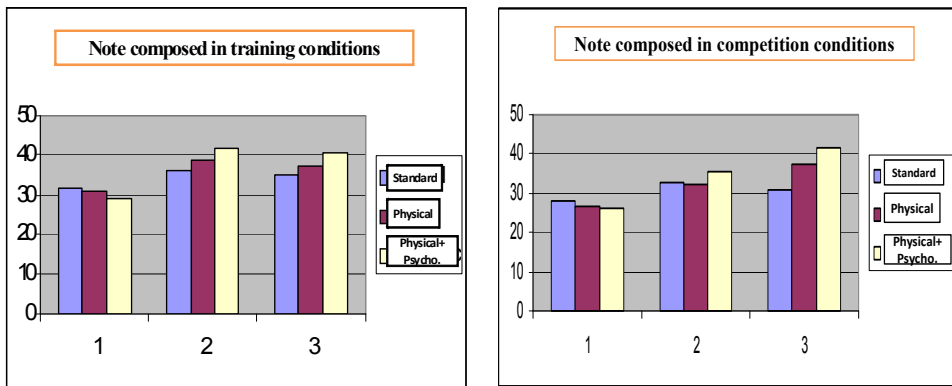 Note composed in training conditions
50
40
30
20
10
0
1 2 3
Standard
Physical
Physical+
Psycho.
Note composed in competition conditions
50
40
30
20
10
0
1 2 3
Standard
Physical
Physical+
Psycho.